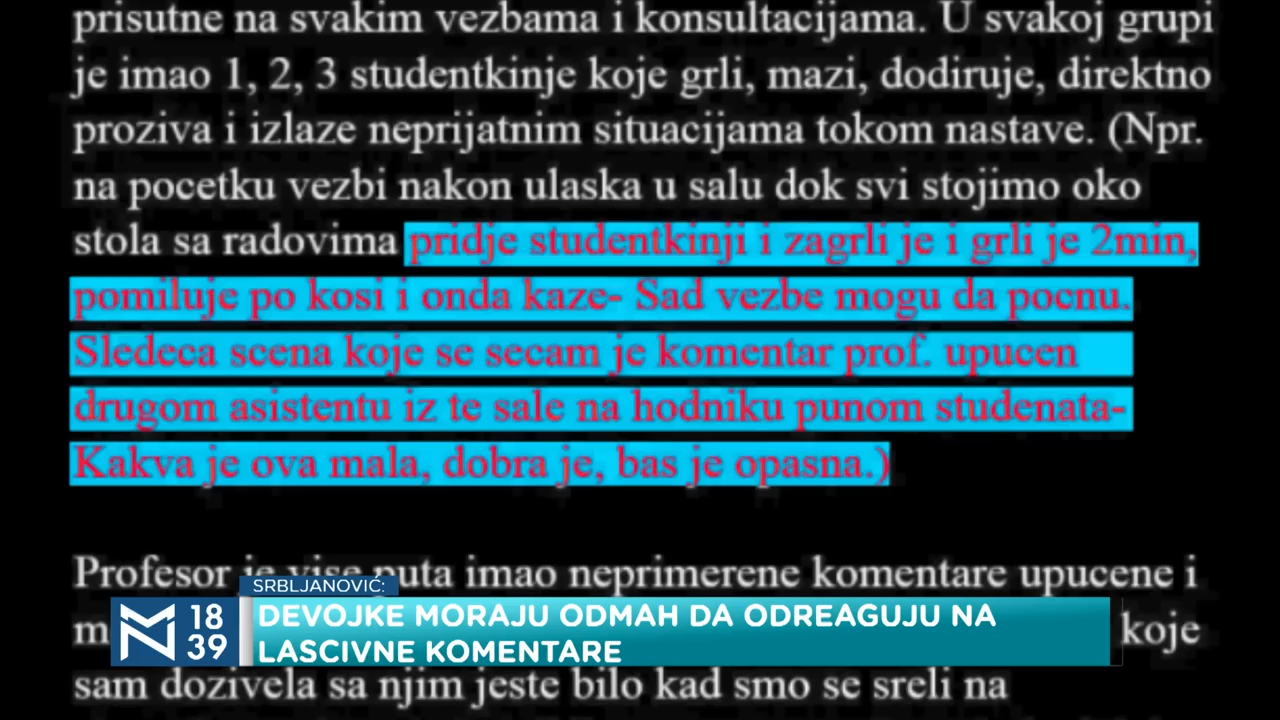 prisutne na svakim vezbama i konsultacijama. U svakoj grupi
je imao 1, 2, 3 studentkinje koje grli, mazi, dodiruje, direktno
proziva i izlaze neprijatnim situacijama tokom nastave. (Npr.
na pocetku vezbi nakon ulaska u salu dok svi stojimo oko
stola sa radovima pridje studentkinji i zagrli je i grli je 2min,
pomiluje po kosi i onda kaze- Sad vezbe mogu da pocnu.
Sledeca scena koje se secam je komentar prof. upucen
drugom asistentu iz te sale na hodniku punom studenata-
Kakva je ova mala, dobra je, bas je opasna.)
Profesor je vise puta imao neprimerene komentare upucene i
SRBLJANOVIĆ:
18
39
DEVOJKE MORAJU ODMAH DA ODREAGUJU NA
LASCIVNE KOMENTARE
m koje
sam dozivela sa njim jeste bilo kad smo se sreli na